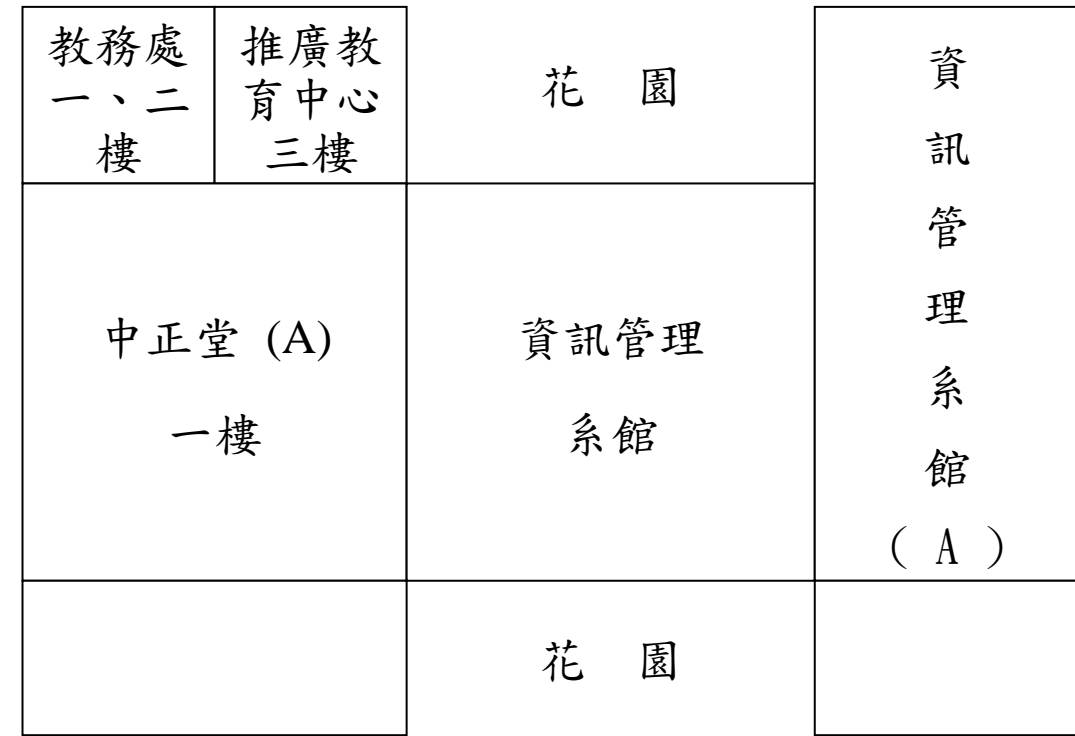 教務處
一、二
樓
推廣教
育中心
三樓
花 園
資
訊
管
理
系
館
( A )
中正堂 (A)
一樓
資訊管理
系館
花 園